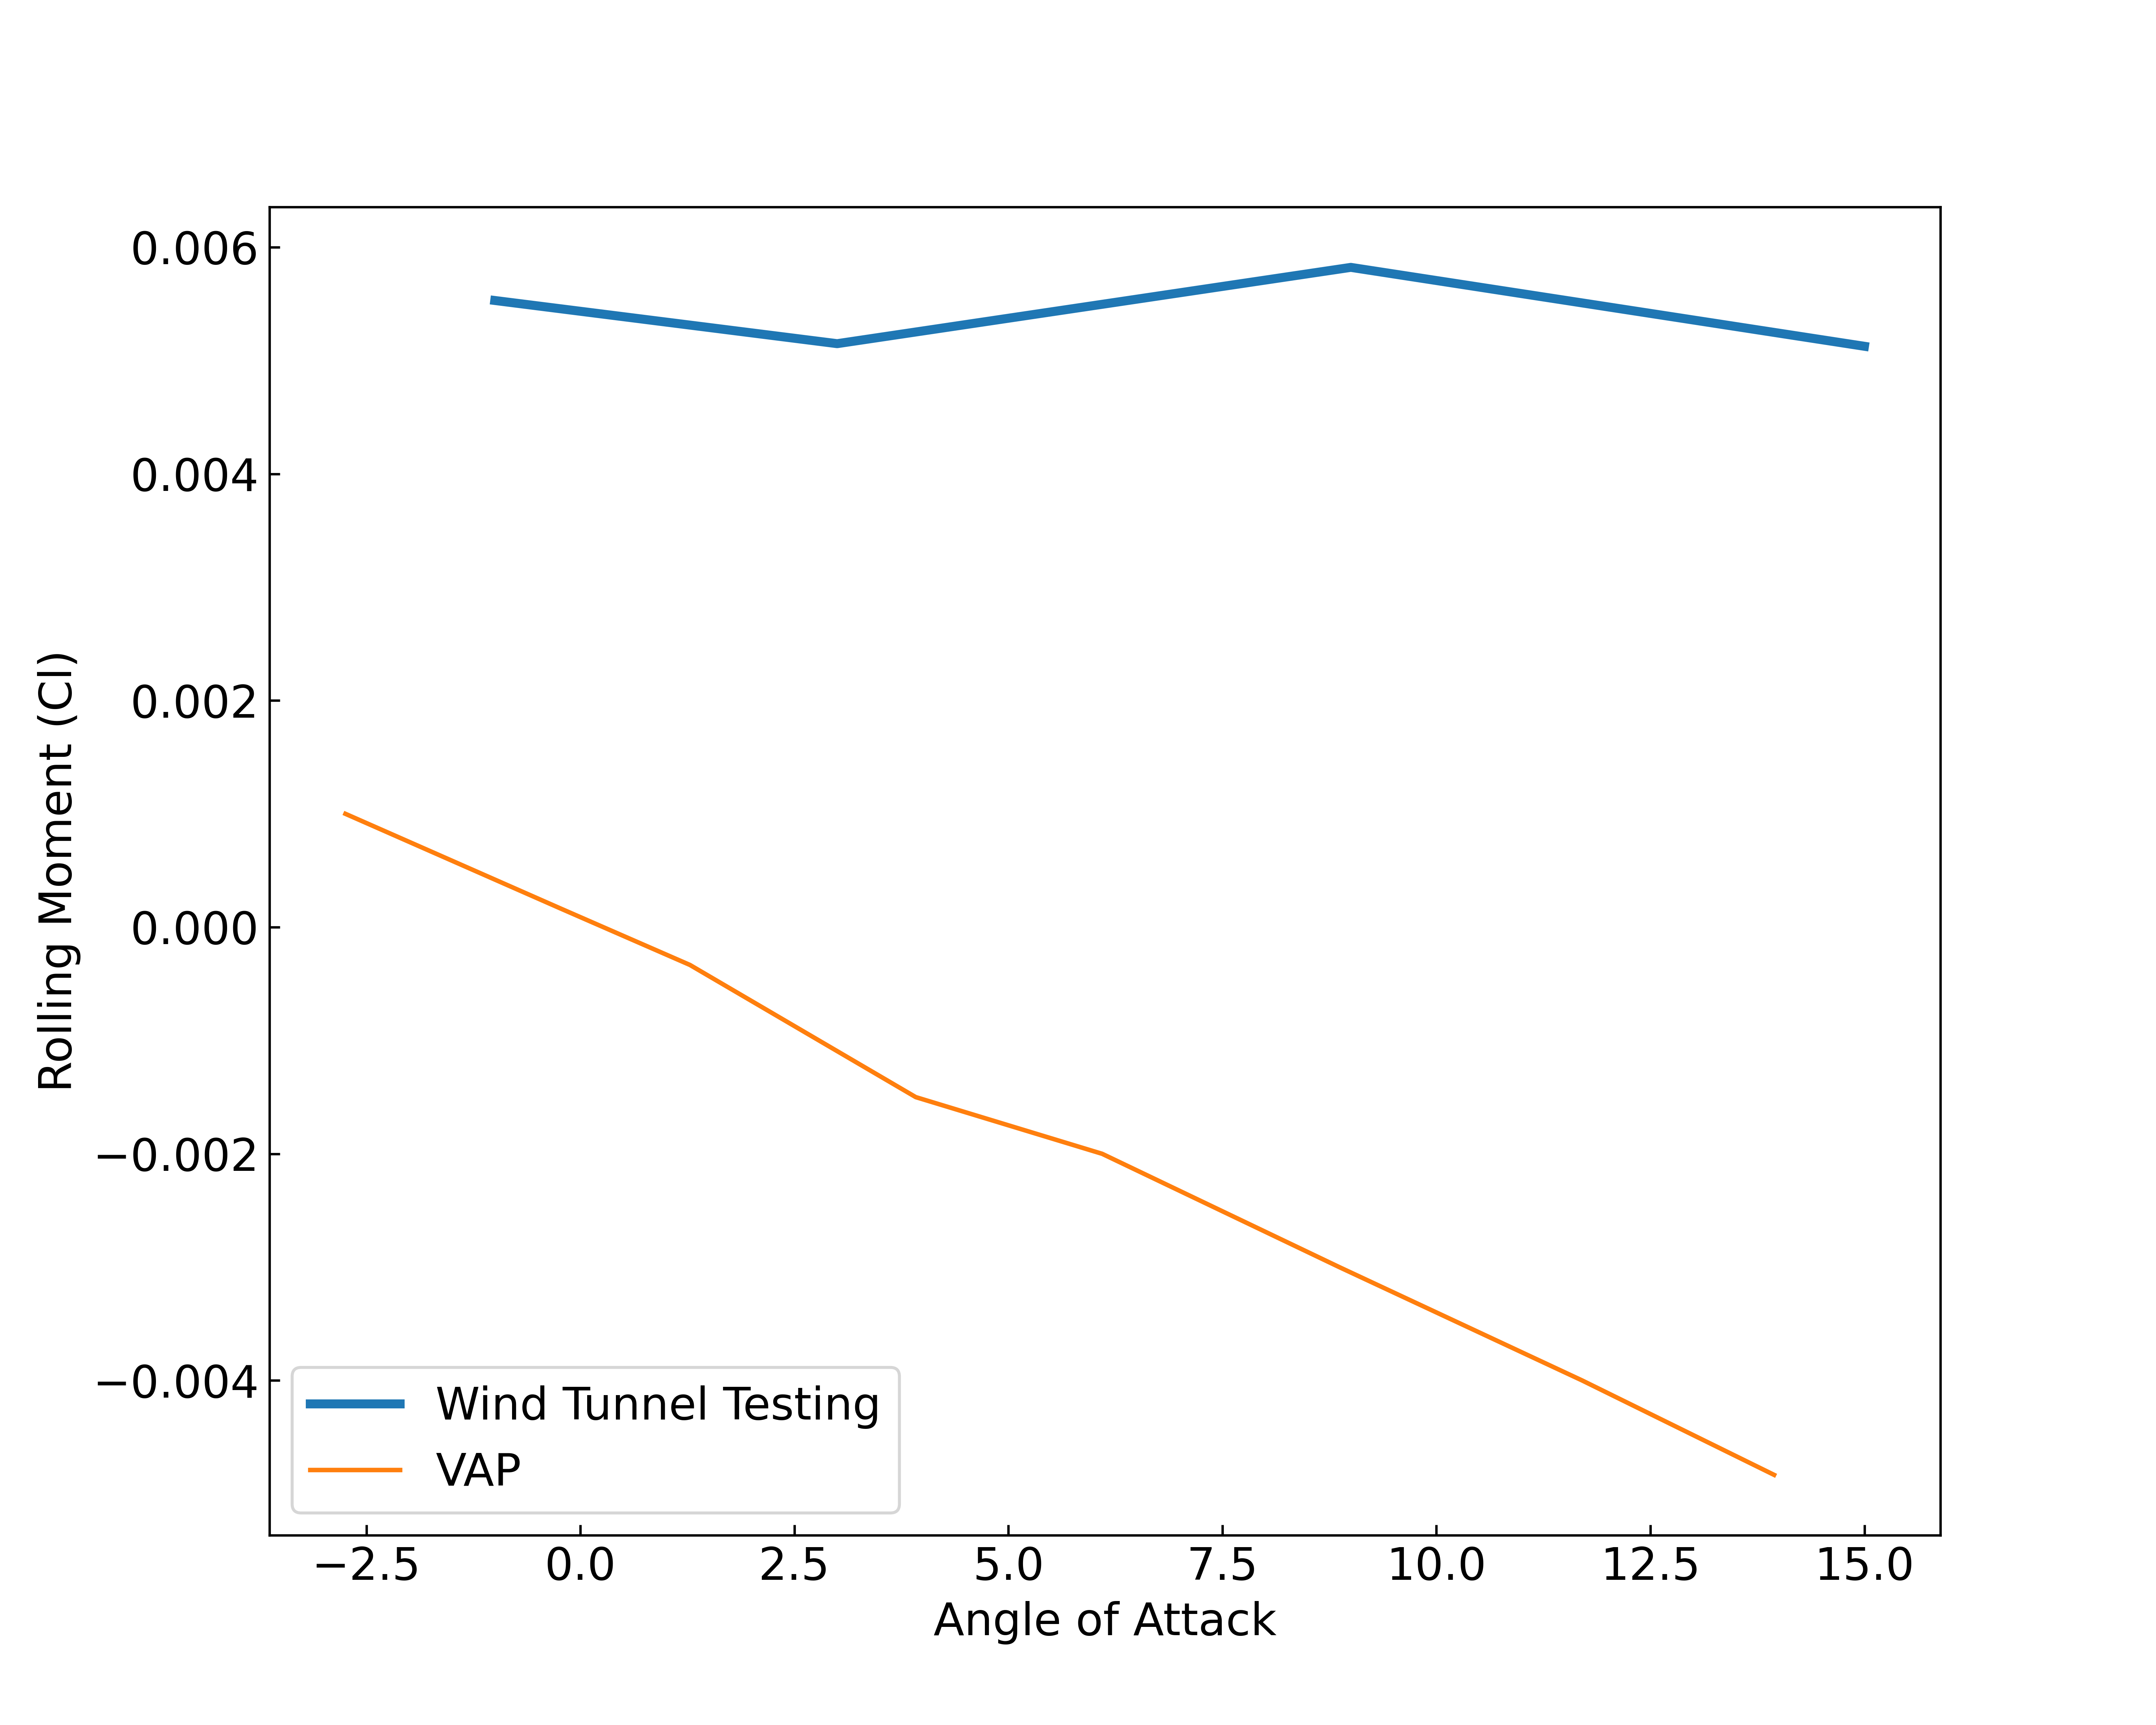 0.006
0.004
0.002
0.000
−0.002
−0.004
Rolling Moment (Cl)
Wind Tunnel Testing
VAP
−2.5 0.0 2.5 5.0 7.5 10.0 12.5 15.0
Angle of Attack